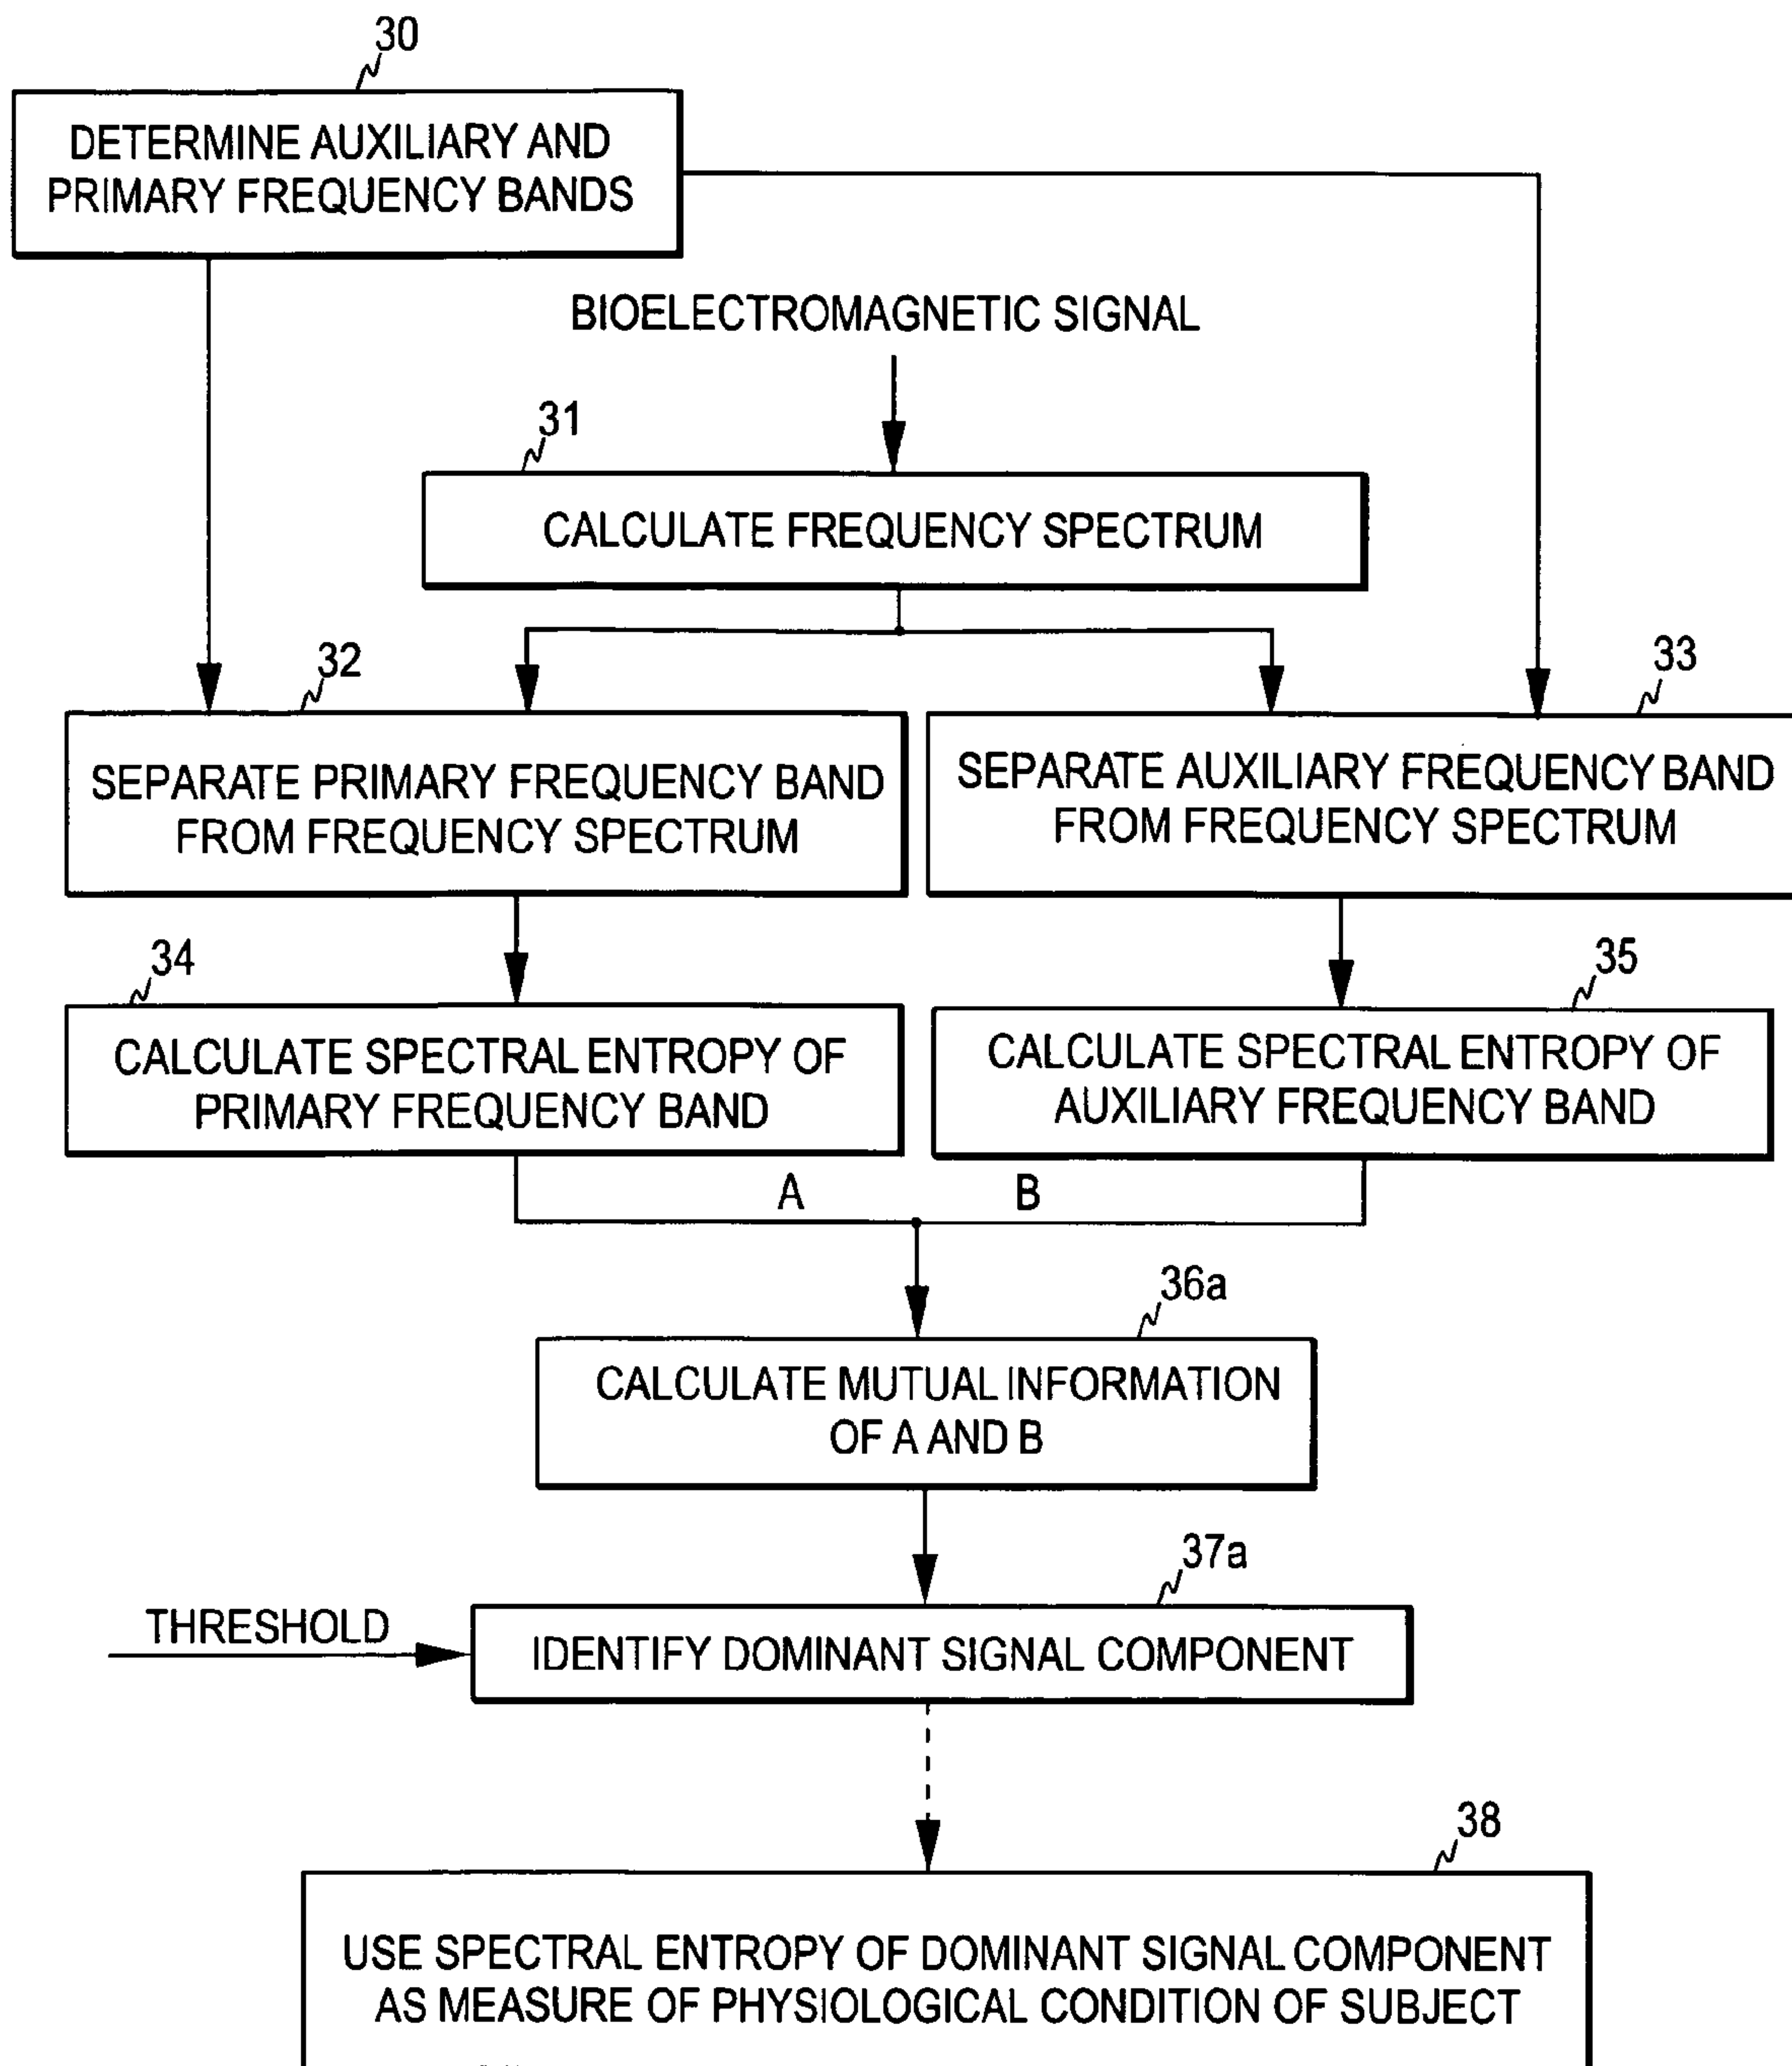 30
DETERMINE AUXILIARY AND
PRIMARY FREQUENCY BANDS
BIOELECTROMAGNETIC SIGNAL
31
CALCULATE FREQUENCY SPECTRUM
32
SEPARATE PRIMARY FREQUENCY BAND
FROM FREQUENCY SPECTRUM
33
SEPARATE AUXILIARY FREQUENCY BAND
FROM FREQUENCY SPECTRUM
34
CALCULATE SPECTRAL ENTROPY OF
PRIMARY FREQUENCY BAND
35
CALCULATE SPECTRAL ENTROPY OF
AUXILIARY FREQUENCY BAND
A
B
36a
CALCULATE MUTUAL INFORMATION
OF A AND B
37a
THRESHOLD
IDENTIFY DOMINANT SIGNAL COMPONENT
38
USE SPECTRAL ENTROPY OF DOMINANT SIGNAL COMPONENT
AS MEASURE OF PHYSIOLOGICAL CONDITION OF SUBJECT